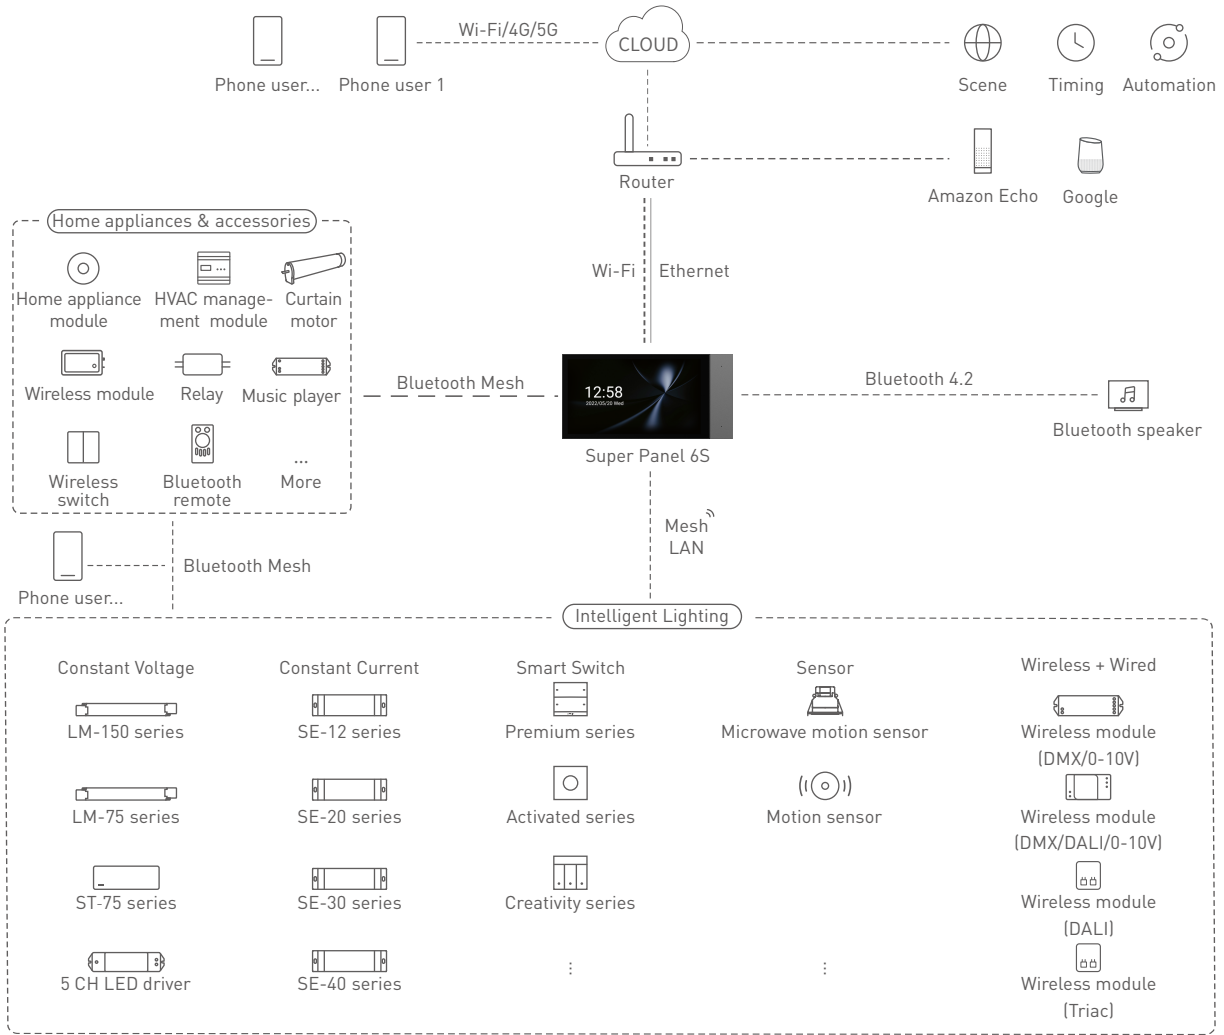 Wi-Fi/4G/5G
CLOUD
Phone user...
Phone user 1
Scene
Timing
Automation
Router
Amazon Echo
Google
Home appliances & accessories
Home appliance
module
HVAC manage-
ment module
Curtain
motor
Wi-Fi
Ethernet
Wireless module
Relay
Music player
Bluetooth Mesh
12:58
2022/05/20 Wed
Bluetooth 4.2
Bluetooth speaker
Super Panel 6S
Wireless
switch
Bluetooth
remote
...
More
Mesh
LAN
Bluetooth Mesh
Phone user...
Intelligent Lighting
Constant Voltage
Constant Current
Smart Switch
Sensor
Wireless + Wired
LM-150 series
SE-12 series
Premium series
Microwave motion sensor
Wireless module
(DMX/0-10V)
LM-75 series
SE-20 series
Activated series
Motion sensor
Wireless module
(DMX/DALI/0-10V)
ST-75 series
SE-30 series
Creativity series
Wireless module
(DALI)
5 CH LED driver
SE-40 series
⋮
⋮
Wireless module
(Triac)